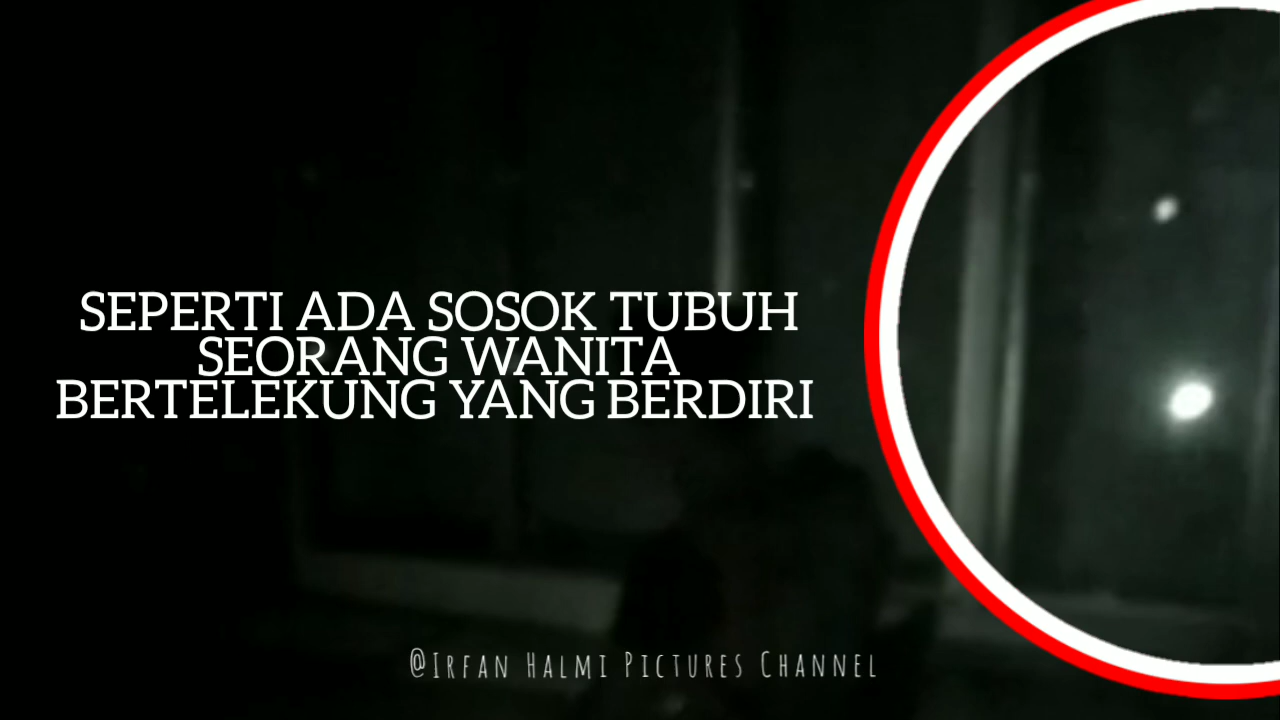 SEPERTI ADA SOSOK TUBUH
SEORANG WANITA
BERTELEKUNG YANG BERDIRI
@Irfan Halmi Pictures Channel